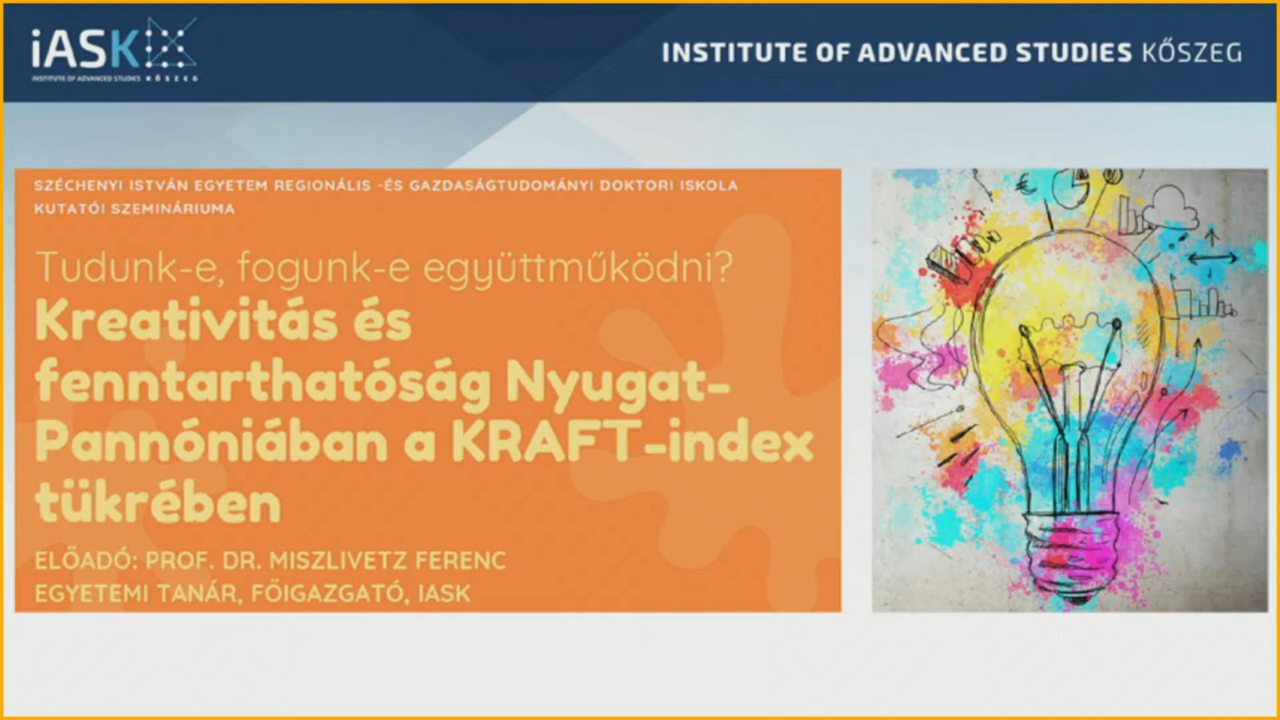 iASK
INSTITUTE OF ADVANCED STUDIES KŐSZEG
INSTITUTE OF ADVANCED STUDIES KŐSZEG
SZÉCHENYI ISTVÁN EGYETEM REGIONÁLIS -ÉS GAZDASÁGTUDOMÁNYI DOKTORI ISKOLA
KUTATÓI SZEMINÁRIUMA
Tudunk-e, fogunk-e együttműködni?
Kreativitás és
fenntarthatóság Nyugat-
Pannóniában a KRAFT-index
tükrében
ELŐADÓ: PROF. DR. MISZLIVETZ FERENC
EGYETEMI TANÁR, FŐIGAZGATÓ, IASK
€